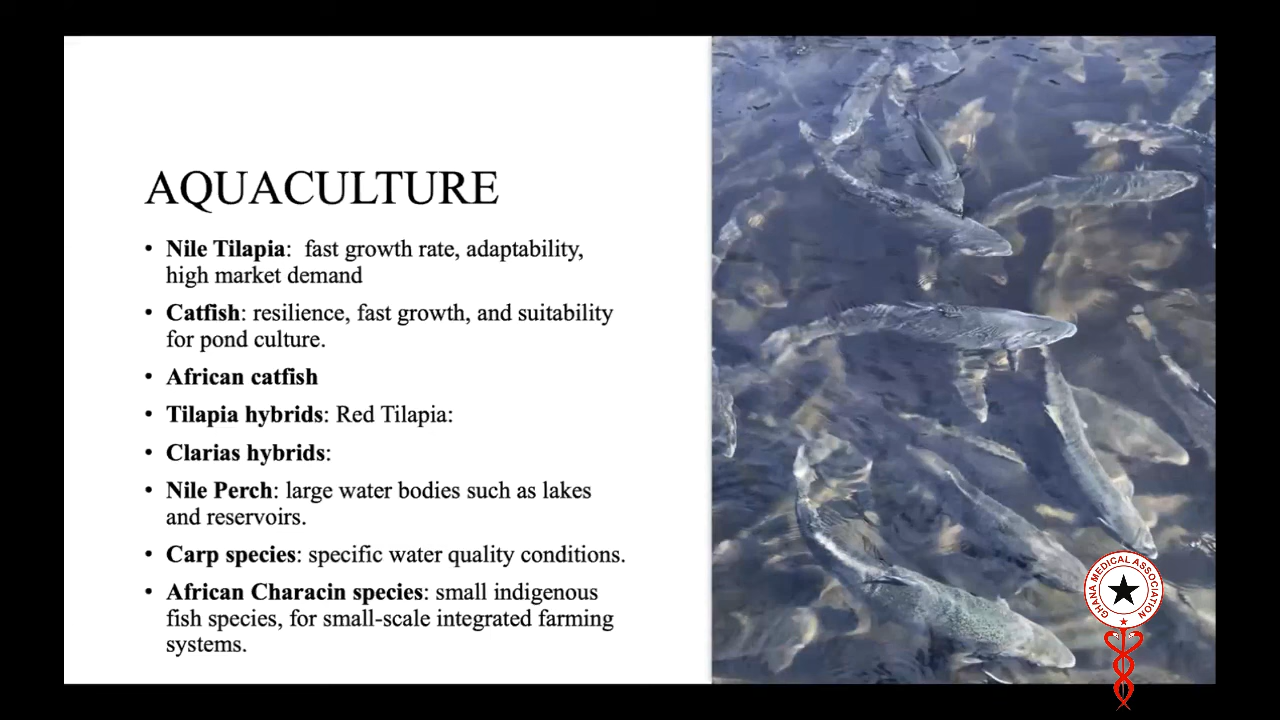 AQUACULTURE
• Nile Tilapia:  fast growth rate, adaptability,
high market demand
• Catfish: resilience, fast growth, and suitability
for pond culture.
• African catfish
• Tilapia hybrids: Red Tilapia:
• Clarias hybrids:
• Nile Perch: large water bodies such as lakes
and reservoirs.
• Carp species: specific water quality conditions.
• African Characin species: small indigenous
fish species, for small-scale integrated farming
systems.
GHANA MEDICAL ASSOCIATION